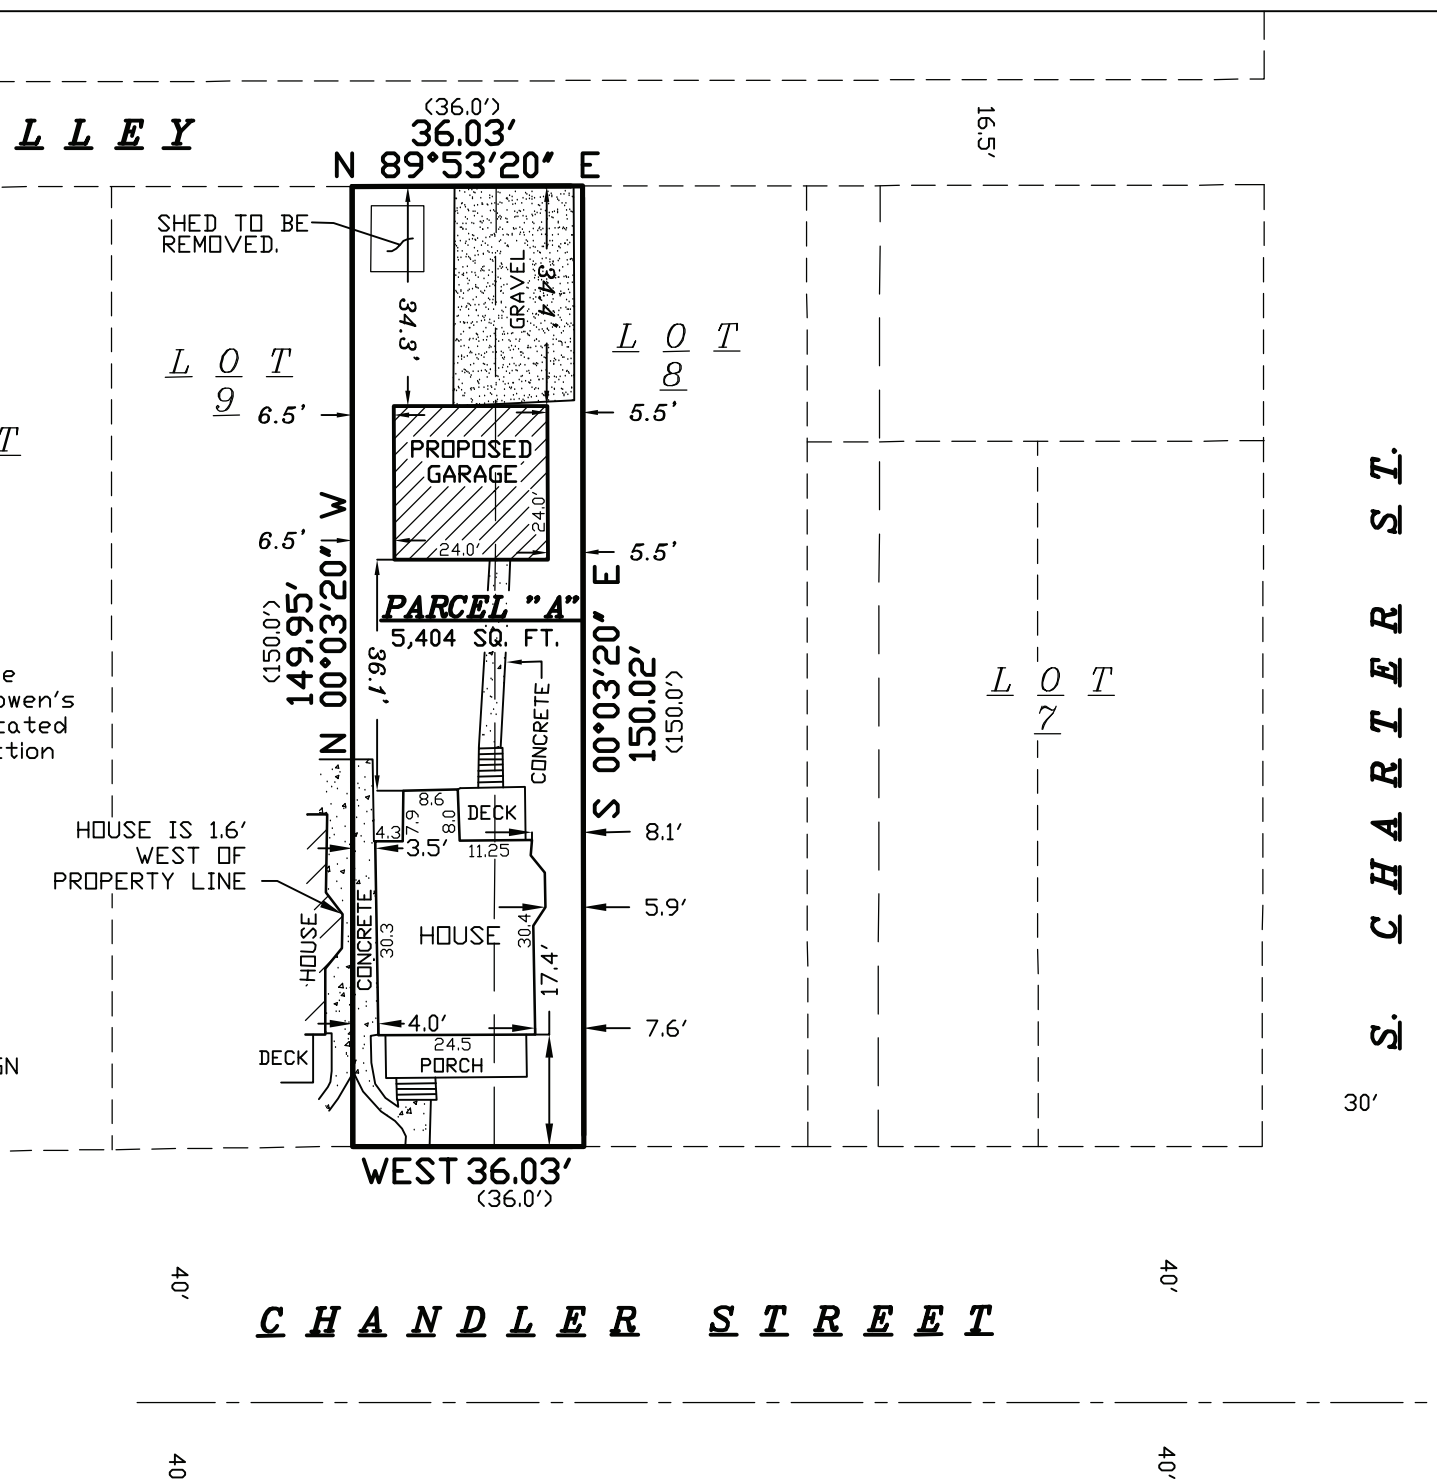 (36.0')
36.03'
N 89°53'20" E
LLEY
16.5'
SHED TO BE
REMOVED.
GRAVEL
34.4'
34.3'
LOT
9
LOT
8
T
6.5'
5.5'
PROPOSED
GARAGE
24.0'
24.0'
6.5'
5.5'
N 00°03'20" W
149.95'
(150.0')
PARCEL "A"
5,404 SQ. FT.
36.1'
CONCRETE
S 00°03'20" E
150.02'
(150.0')
LOT
7
S. CHARTER ST.
e
owen's
cated
ction
8.6
7.9
8.0
DECK
4.3
3.5'
11.25
8.1'
HOUSE IS 1.6'
WEST OF
PROPERTY LINE
HOUSE
CONCRETE
30.3
HOUSE
30.4
5.9'
17.4'
4.0'
7.6'
DECK
24.5
PORCH
GN
30'
WEST 36.03'
(36.0')
40'
40'
CHANDLER STREET
40
40'